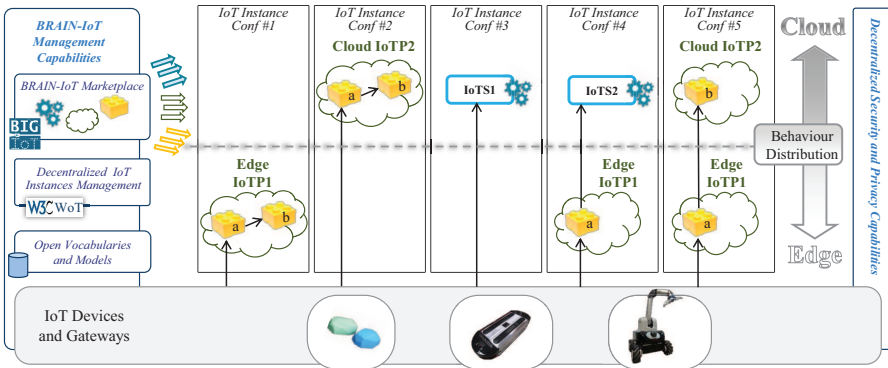 BRAIN-IoT
Management
Capabilities
BRAIN-IoT Marketplace
BIG
IoT
Decentralized IoT
Instances Management
W3C WoT
Open Vocabularies
and Models
IoT Instance
Conf #1
Edge
IoTP1
a
b
IoT Instance
Conf #2
Cloud IoTP2
a
b
IoT Instance
Conf #3
IoTS1
IoT Instance
Conf #4
IoTS2
Edge
IoTP1
a
IoT Instance
Conf #5
Cloud IoTP2
b
Edge
IoTP1
a
Cloud
Behaviour
Distribution
Edge
Decentralized Security and Privacy Capabilities
IoT Devices
and Gateways